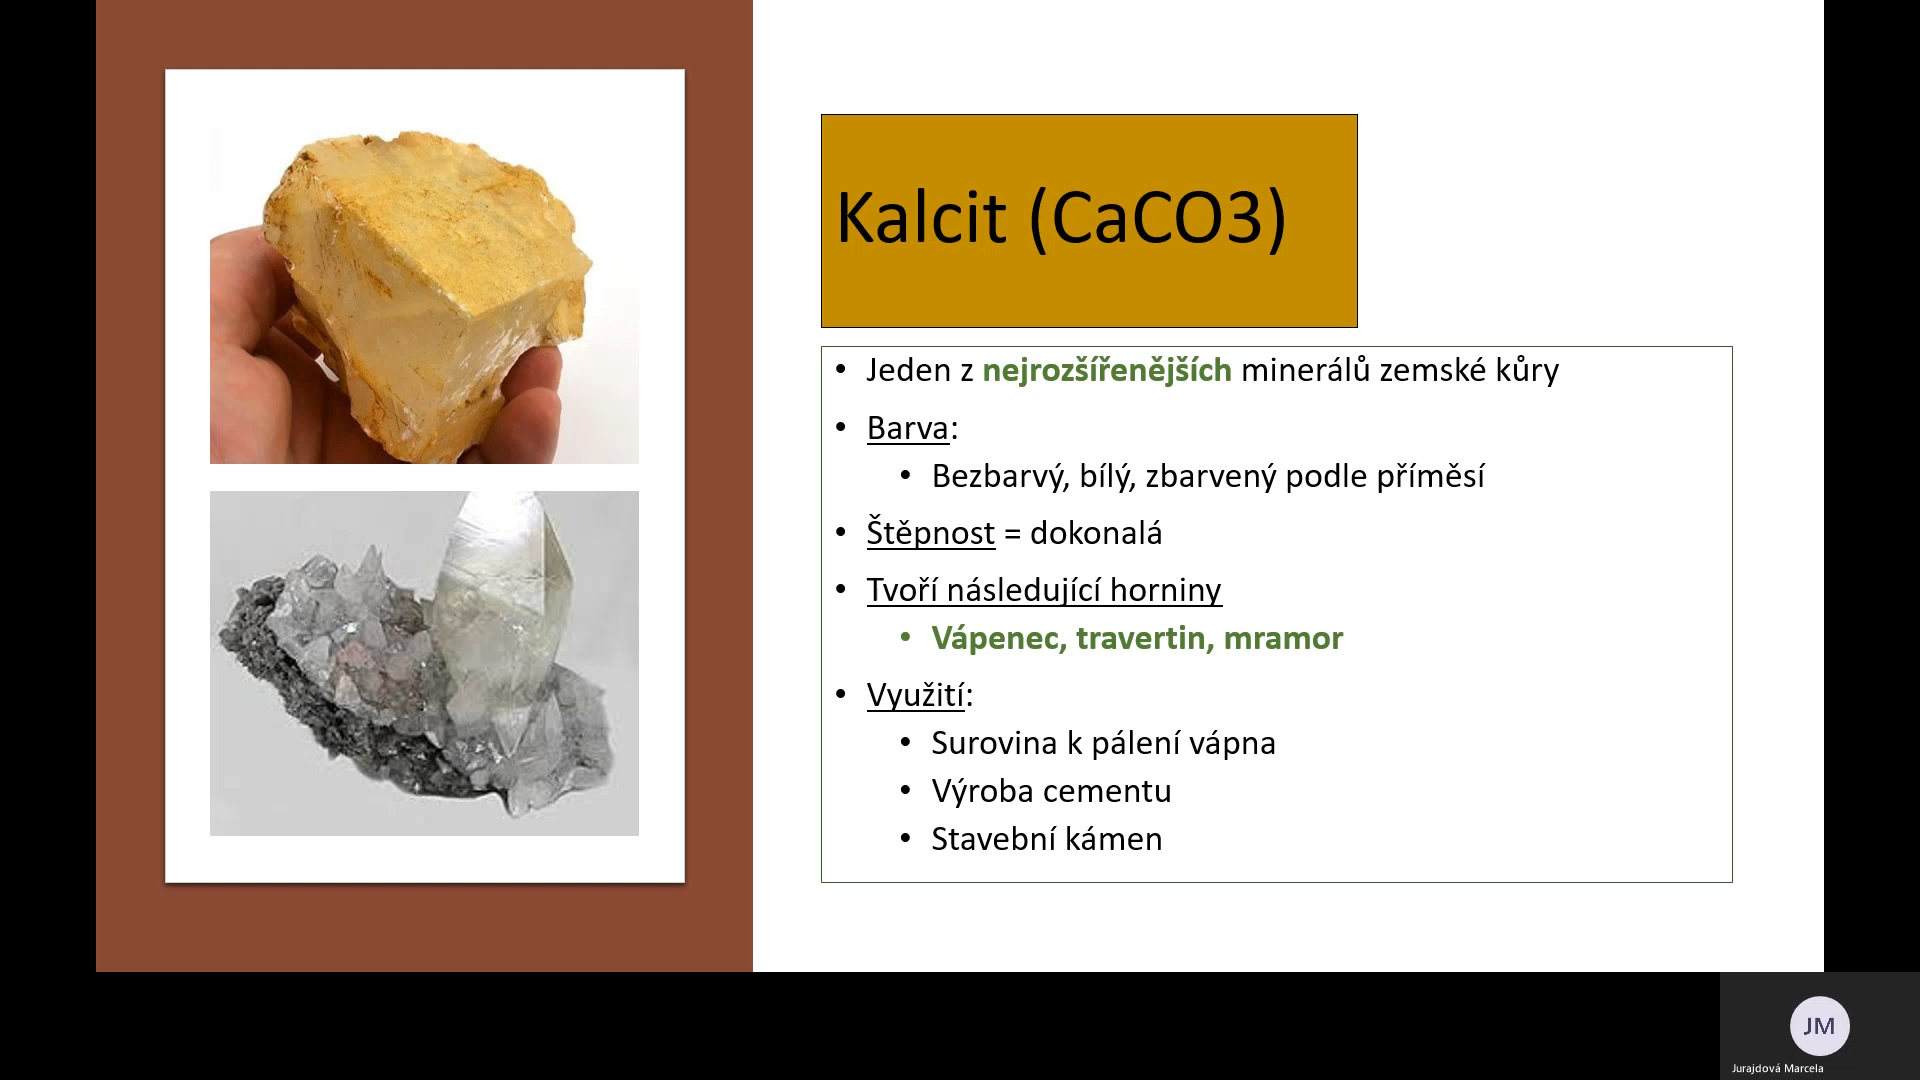 Kalcit (CaCO3)
• Jeden z nejrozšířenějších minerálů zemské kůry
• Barva:
• Bezbarvý, bílý, zbarvený podle příměsí
• Štěpnost = dokonalá
• Tvoří následující horniny
• Vápenec, travertin, mramor
• Využití:
• Surovina k pálení vápna
• Výroba cementu
• Stavební kámen
JM
Jurajdová Marcela